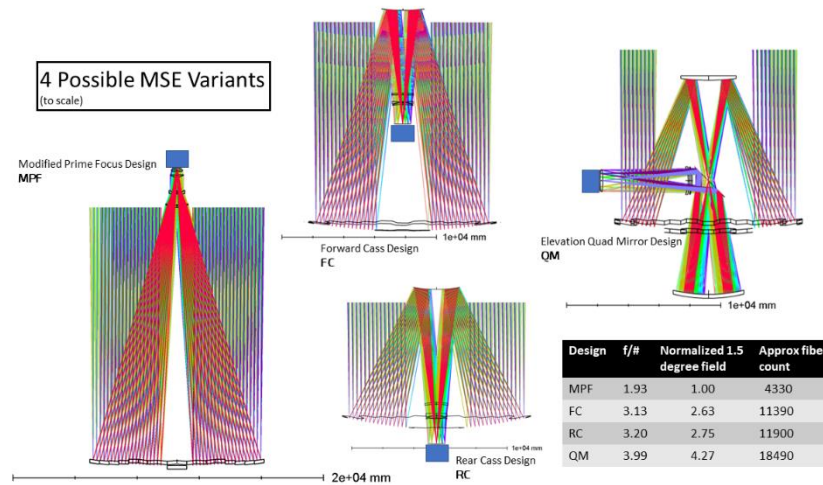 4 Possible MSE Variants
(to scale)
Modified Prime Focus Design
MPF
2e+04 mm
Forward Cass Design
FC
1e+04 mm
Rear Cass Design
RC
1e+04 mm
Elevation Quad Mirror Design
QM
1e+04 mm
Design f/# Normalized 1.5 degree field Approx fibe count
MPF 1.93 1.00 4330
FC 3.13 2.63 11390
RC 3.20 2.75 11900
QM 3.99 4.27 18490